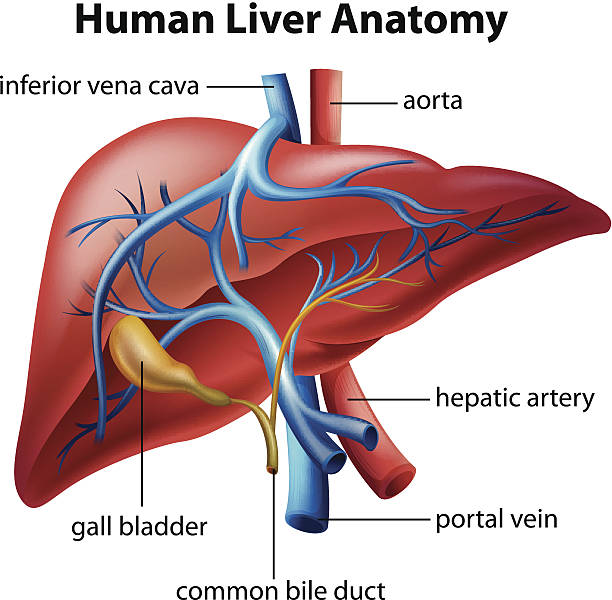 Human Liver Anatomy
inferior vena cava
aorta
hepatic artery
gall bladder
portal vein
common bile duct